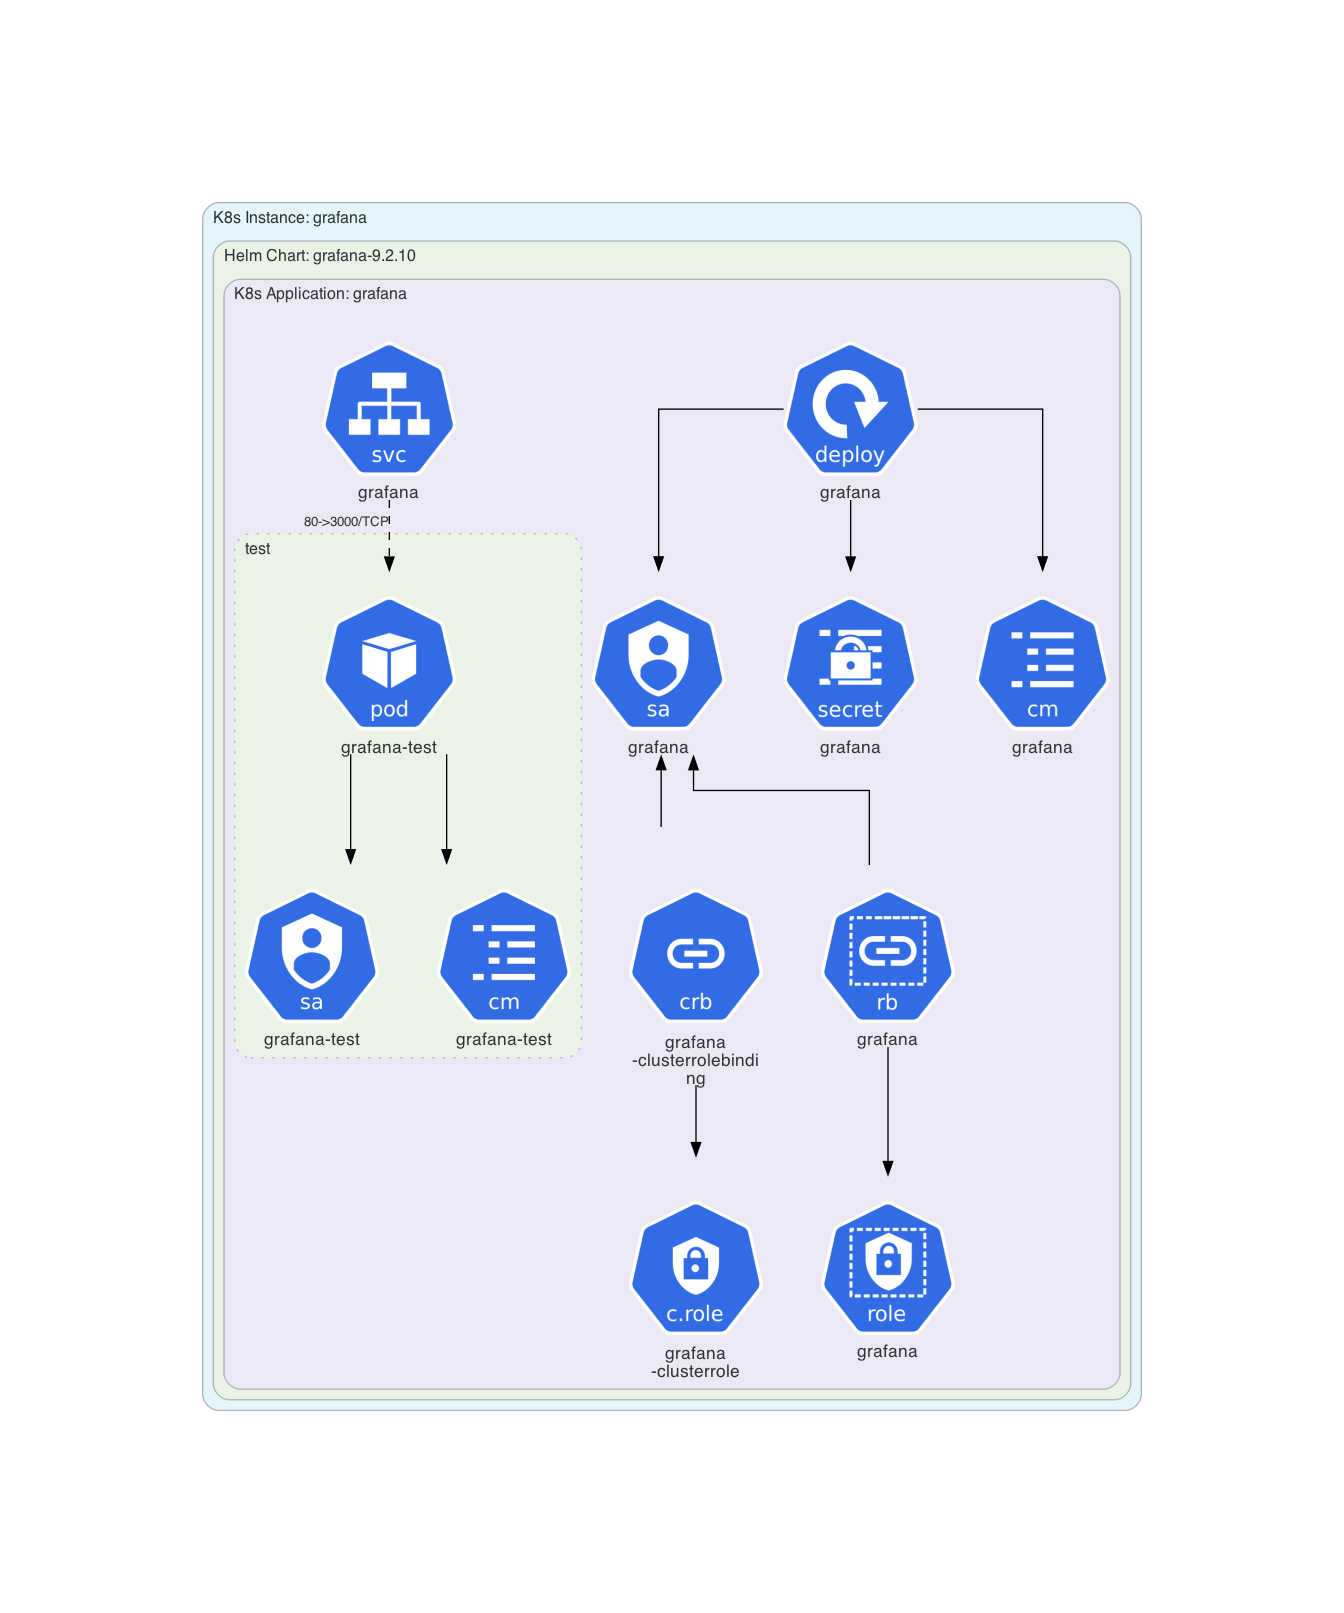 K8s Instance: grafana
Helm Chart: grafana-9.2.10
K8s Application: grafana
svc
grafana
deploy
grafana
80->3000/TCP
test
pod
grafana-test
sa
grafana
secret
grafana
cm
grafana
sa
grafana-test
cm
grafana-test
crb
grafana
-clusterrolebindi
ng
rb
grafana
c.role
grafana
-clusterrole
role
grafana